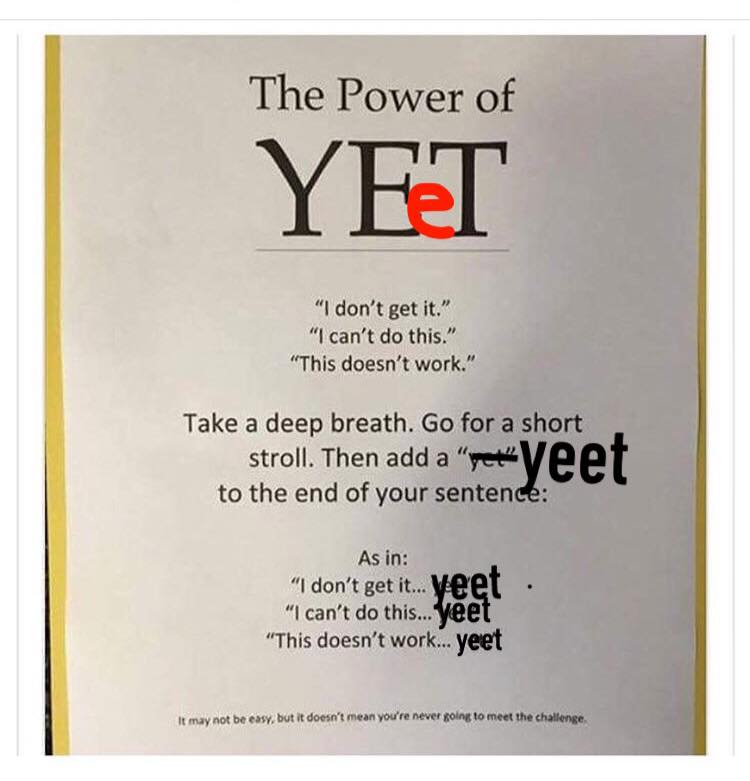 The Power of
YEeT
“I don’t get it.”
“I can’t do this.”
“This doesn’t work.”
Take a deep breath. Go for a short
stroll. Then add a “yet” yeet
to the end of your sentence:
As in:
“I don’t get it... yeet
“I can’t do this... yeet
“This doesn’t work... yeet
It may not be easy, but it doesn’t mean you’re never going to meet the challenge.